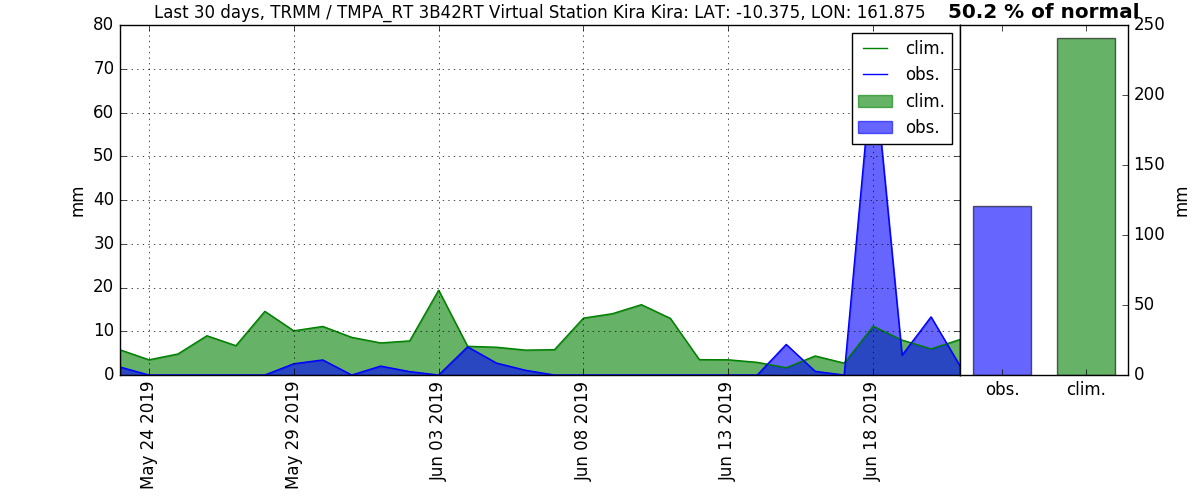 Last 30 days, TRMM / TMPA_RT 3B42RT Virtual Station Kira Kira: LAT: -10.375, LON: 161.875
50.2 % of normal
80
70
60
50
40
30
20
10
0
mm
clim.
obs.
clim.
obs.
May 24 2019
May 29 2019
Jun 03 2019
Jun 08 2019
Jun 13 2019
Jun 18 2019
250
200
150
100
50
0
mm
obs.
clim.